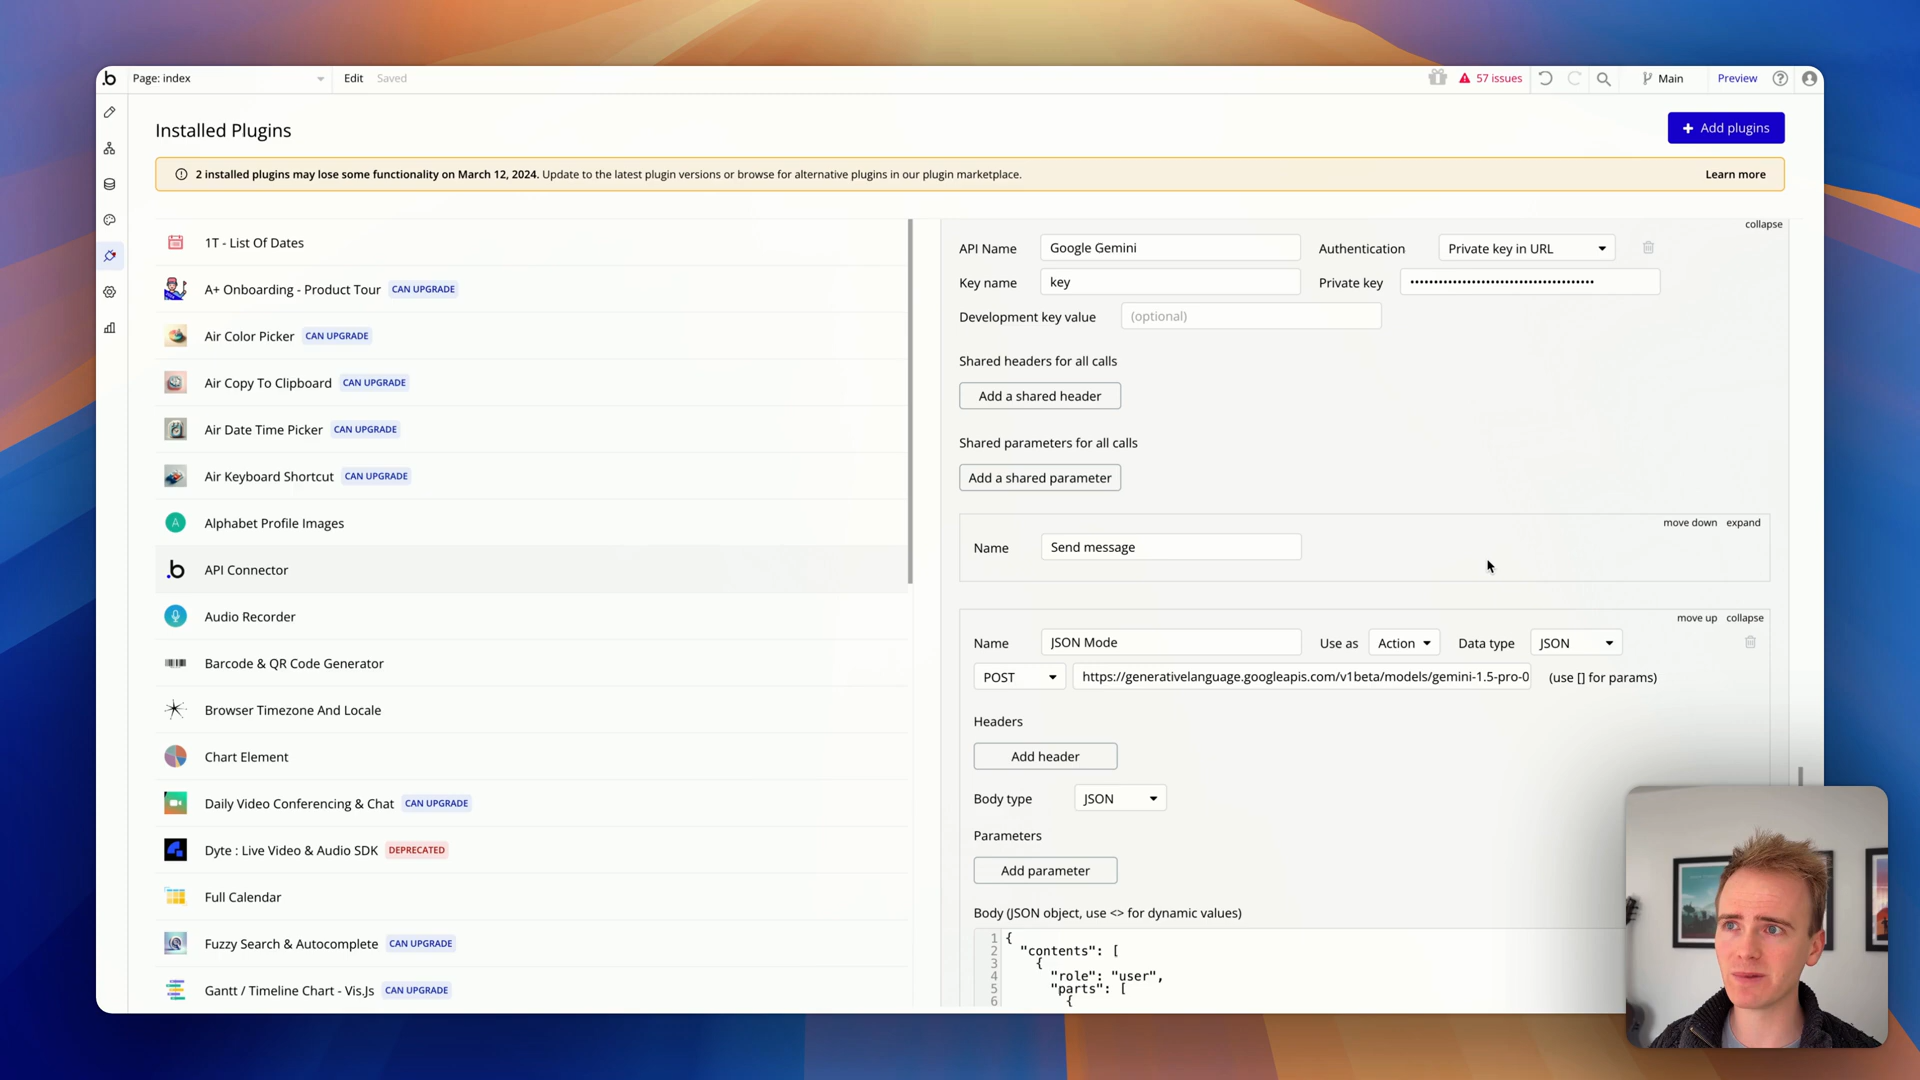 .b Page: index Edit Saved 57 issues Main Preview
Installed Plugins
+ Add plugins
2 installed plugins may lose some functionality on March 12, 2024. Update to the latest plugin versions or browse for alternative plugins in our plugin marketplace. Learn more
1T - List Of Dates
A+ Onboarding - Product Tour CAN UPGRADE
Air Color Picker CAN UPGRADE
Air Copy To Clipboard CAN UPGRADE
Air Date Time Picker CAN UPGRADE
Air Keyboard Shortcut CAN UPGRADE
A Alphabet Profile Images
.b API Connector
Audio Recorder
Barcode & QR Code Generator
Browser Timezone And Locale
Chart Element
Daily Video Conferencing & Chat CAN UPGRADE
Dyte : Live Video & Audio SDK DEPRECATED
Full Calendar
Fuzzy Search & Autocomplete CAN UPGRADE
Gantt / Timeline Chart - Vis.Js CAN UPGRADE
collapse
API Name Google Gemini Authentication Private key in URL
Key name key Private key ••••••••••••••••••••••••••••••••••••••
Development key value (optional)
Shared headers for all calls
Add a shared header
Shared parameters for all calls
Add a shared parameter
move down expand
Name Send message
move up collapse
Name JSON Mode Use as Action Data type JSON
POST https://generativelanguage.googleapis.com/v1beta/models/gemini-1.5-pro-0 (use [] for params)
Headers
Add header
Body type JSON
Parameters
Add parameter
Body (JSON object, use <> for dynamic values)
1 {
2 "contents": [
3 {
4 "role": "user",
5 "parts": [
6 {